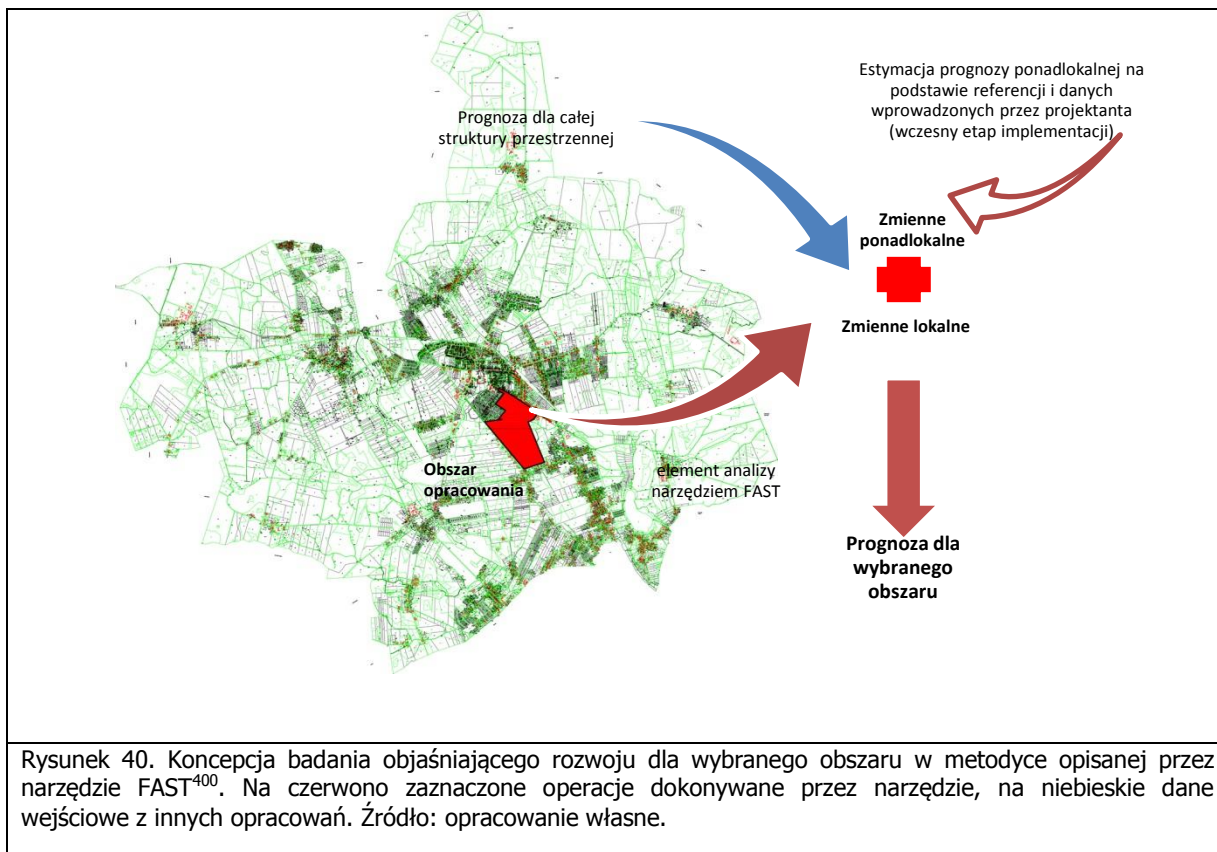 Prognoza dla całej
struktury przestrzennej
Estymacja prognozy ponadlokalnej na
podstawie referencji i danych
wprowadzonych przez projektanta
(wczesny etap implementacji)
Zmienne
ponadlokalne
Zmienne lokalne
Obszar
opracowania
element analizy
narzędziem FAST
Prognoza dla
wybranego
obszaru
Rysunek 40. Koncepcja badania objaśniającego rozwoju dla wybranego obszaru w metodyce opisanej przez
narzędzie FAST400. Na czerwono zaznaczone operacje dokonywane przez narzędzie, na niebieskie dane
wejściowe z innych opracowań. Źródło: opracowanie własne.